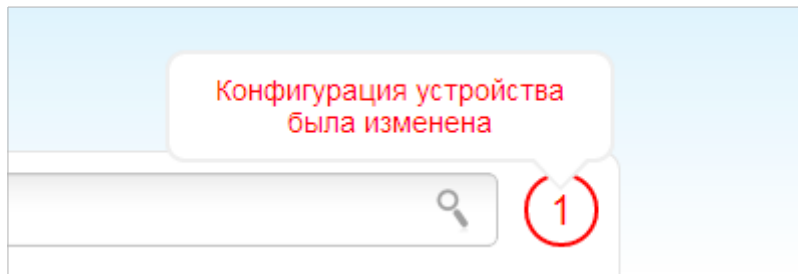 Конфигурация устройства
была изменена
1